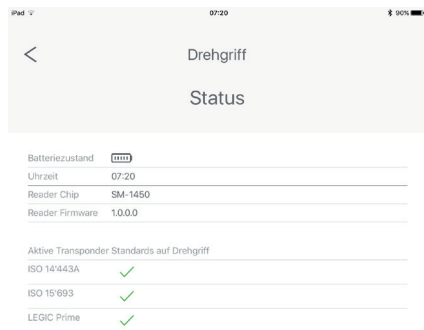 iPad 07:20 90%
Drehgriff
Status
Batteriezustand
Uhrzeit 07:20
Reader Chip SM-1450
Reader Firmware 1.0.0.0
Aktive Transponder Standards auf Drehgriff
ISO 14'443A
ISO 15'693
LEGIC Prime